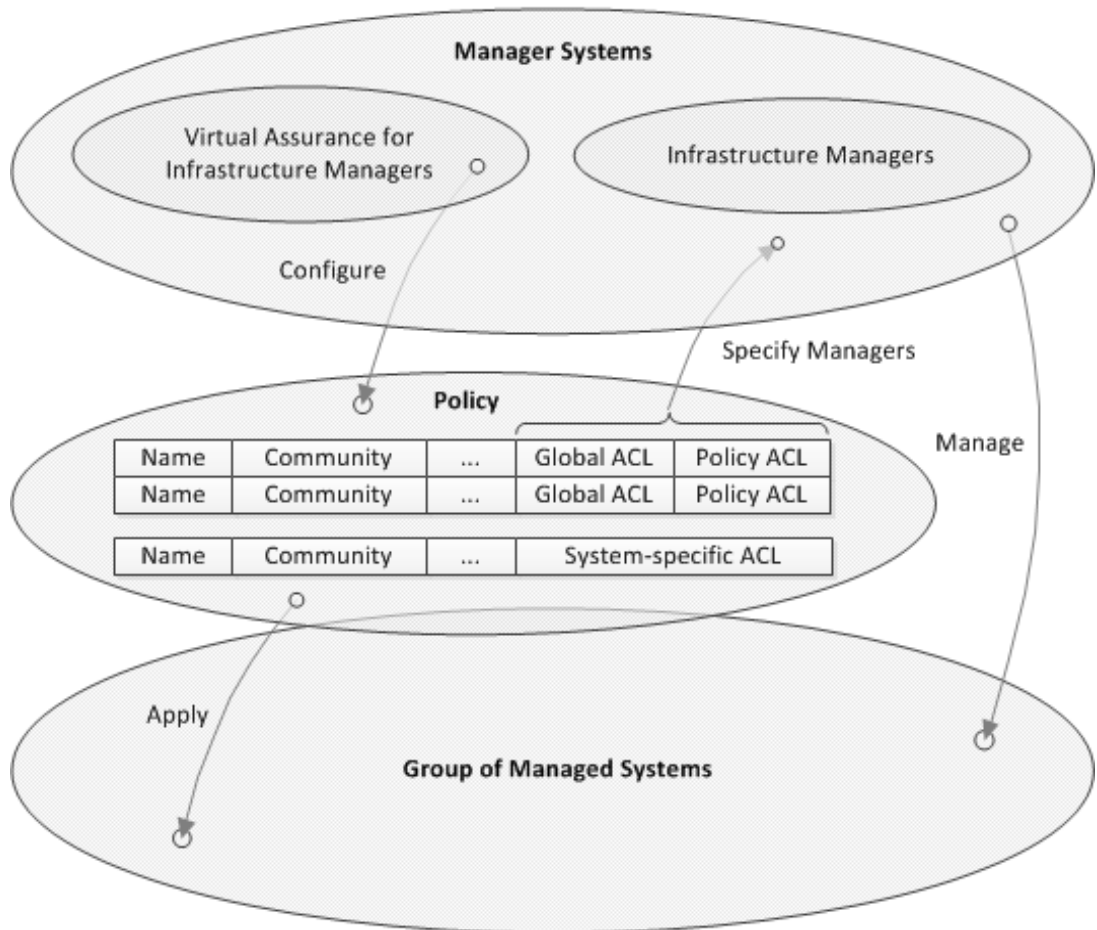 Manager Systems
Virtual Assurance for
Infrastructure Managers
Infrastructure Managers
Configure
Specify Managers
Policy
Manage
Name Community ... Global ACL Policy ACL
Name Community ... Global ACL Policy ACL
Name Community ... System-specific ACL
Apply
Group of Managed Systems